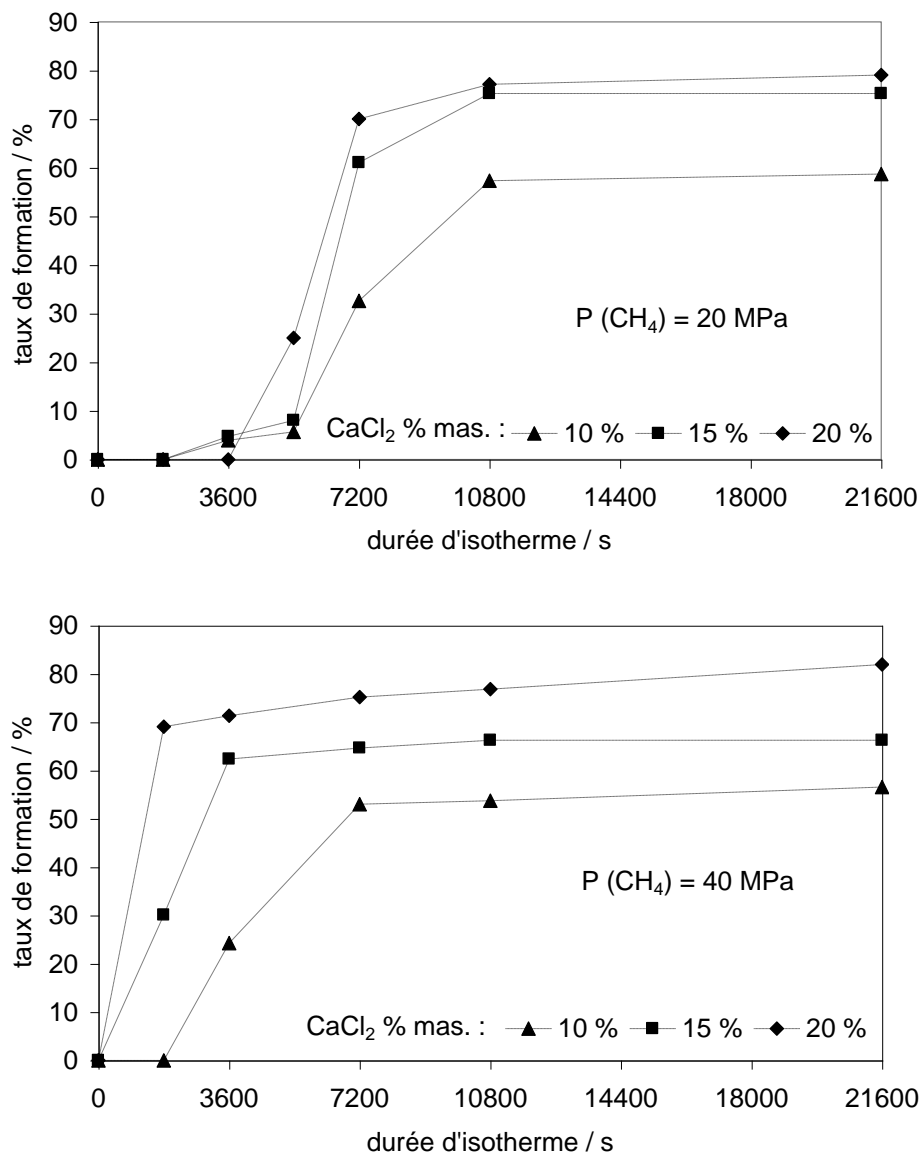 90
80
70
60
50
40
30
20
10
0
taux de formation / %
P (CH₄) = 20 MPa
CaCl₂ % mas. : 10 % 15 % 20 %
0 3600 7200 10800 14400 18000 21600
durée d'isotherme / s
90
80
70
60
50
40
30
20
10
0
taux de formation / %
P (CH₄) = 40 MPa
CaCl₂ % mas. : 10 % 15 % 20 %
0 3600 7200 10800 14400 18000 21600
durée d'isotherme / s